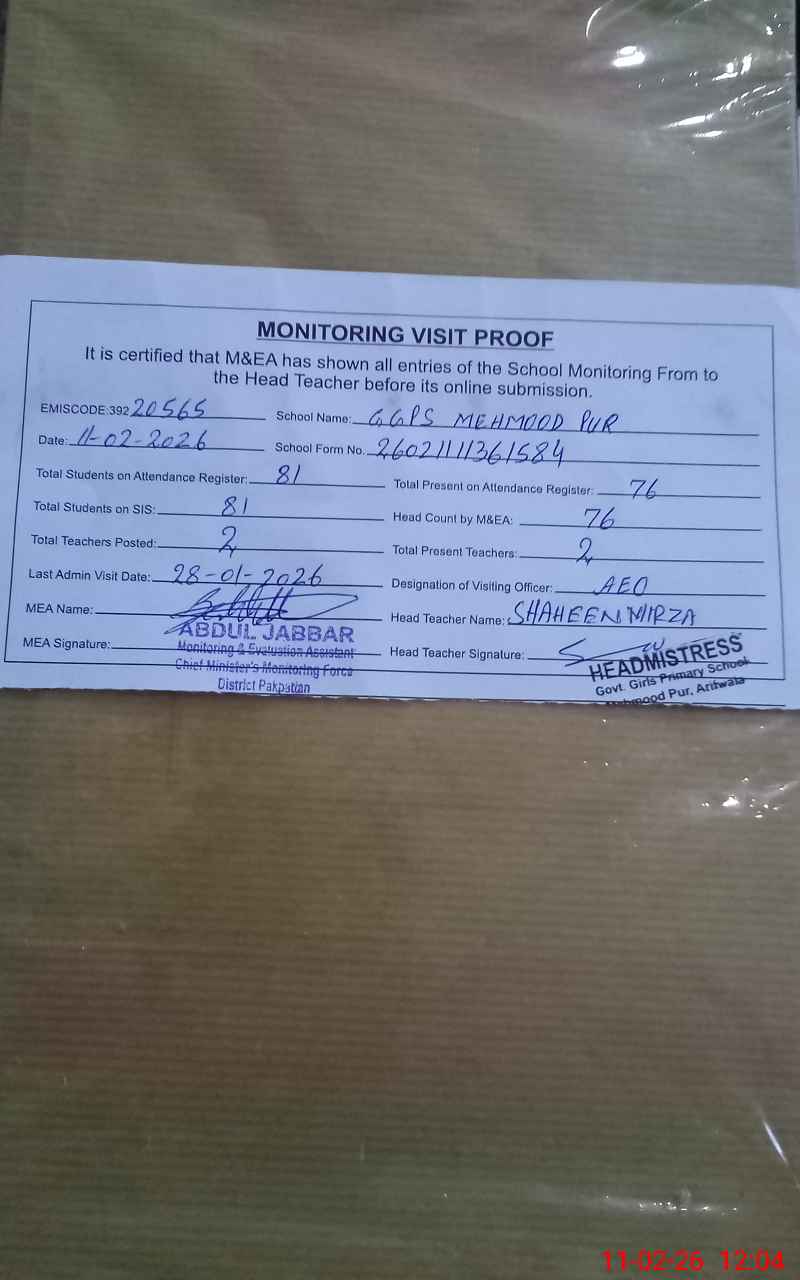 MONITORING VISIT PROOF
It is certified that M&EA has shown all entries of the School Monitoring From to
the Head Teacher before its online submission.
EMISCODE:392 20565 School Name: GGPS MEHMOOD PUR
Date: 11-02-2026 School Form No. 26021111361584
Total Students on Attendance Register: 81 Total Present on Attendance Register: 76
Total Students on SIS: 81 Head Count by M&EA: 76
Total Teachers Posted: 2 Total Present Teachers: 2
Last Admin Visit Date: 28-01-2026 Designation of Visiting Officer: AEO
MEA Name: Head Teacher Name: SHAHEEN MIRZA
ABDUL JABBAR
MEA Signature: Head Teacher Signature:
Monitoring & Evaluation Assistant
Chief Minister's Monitoring Force
District Pakpattan
HEADMISTRESS
Govt. Girls Primary School
Mehmood Pur, Arifwala
11-02-26 12:04